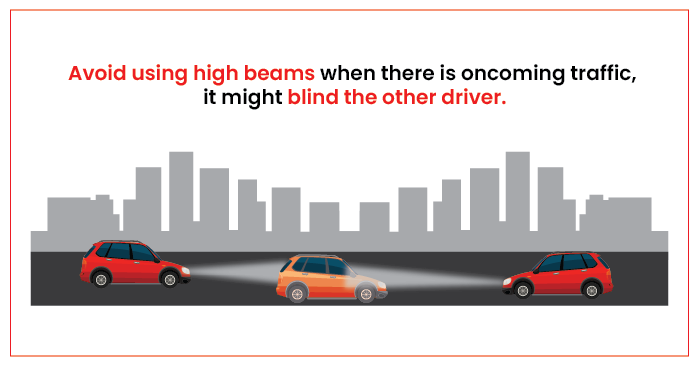 Avoid using high beams when there is oncoming traffic,
it might blind the other driver.